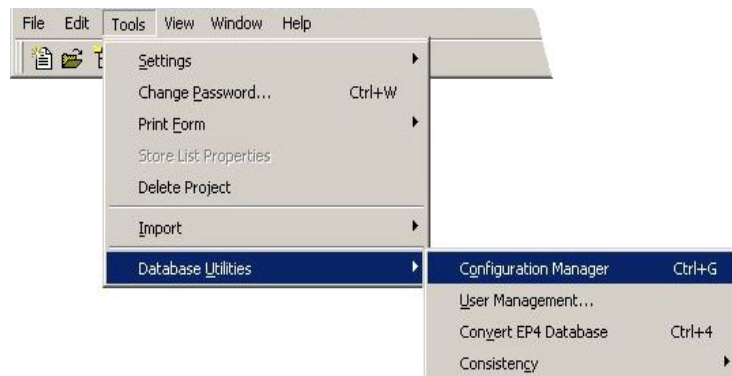 File Edit Tools View Window Help
Settings
Change Password... Ctrl+W
Print Form
Store List Properties
Delete Project
Import
Database Utilities
Configuration Manager Ctrl+G
User Management...
Convert EP4 Database Ctrl+4
Consistency